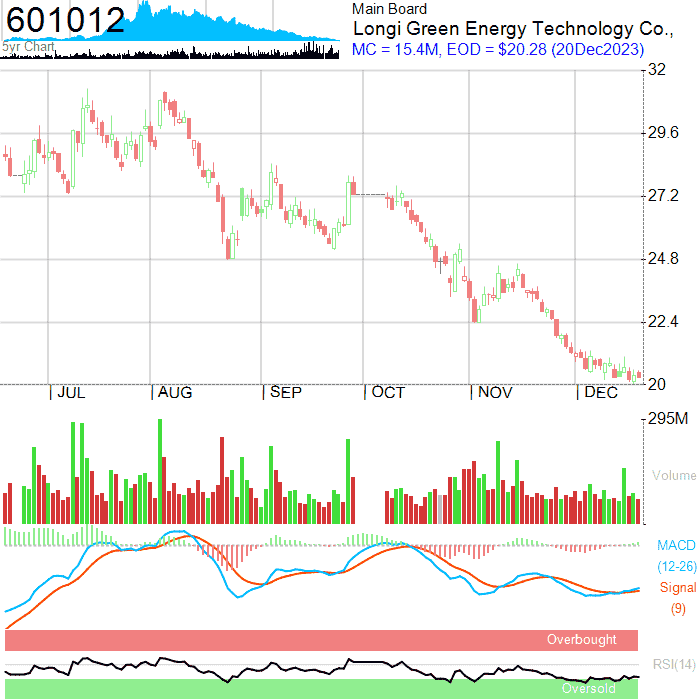 601012
5yr Chart
Main Board
Longi Green Energy Technology Co.,
MC = 15.4M, EOD = $20.28 (20Dec2023)
32
29.6
27.2
24.8
22.4
20
JUL AUG SEP OCT NOV DEC
295M
Volume
MACD
(12-26)
Signal
(9)
Overbought
RSI(14)
Oversold